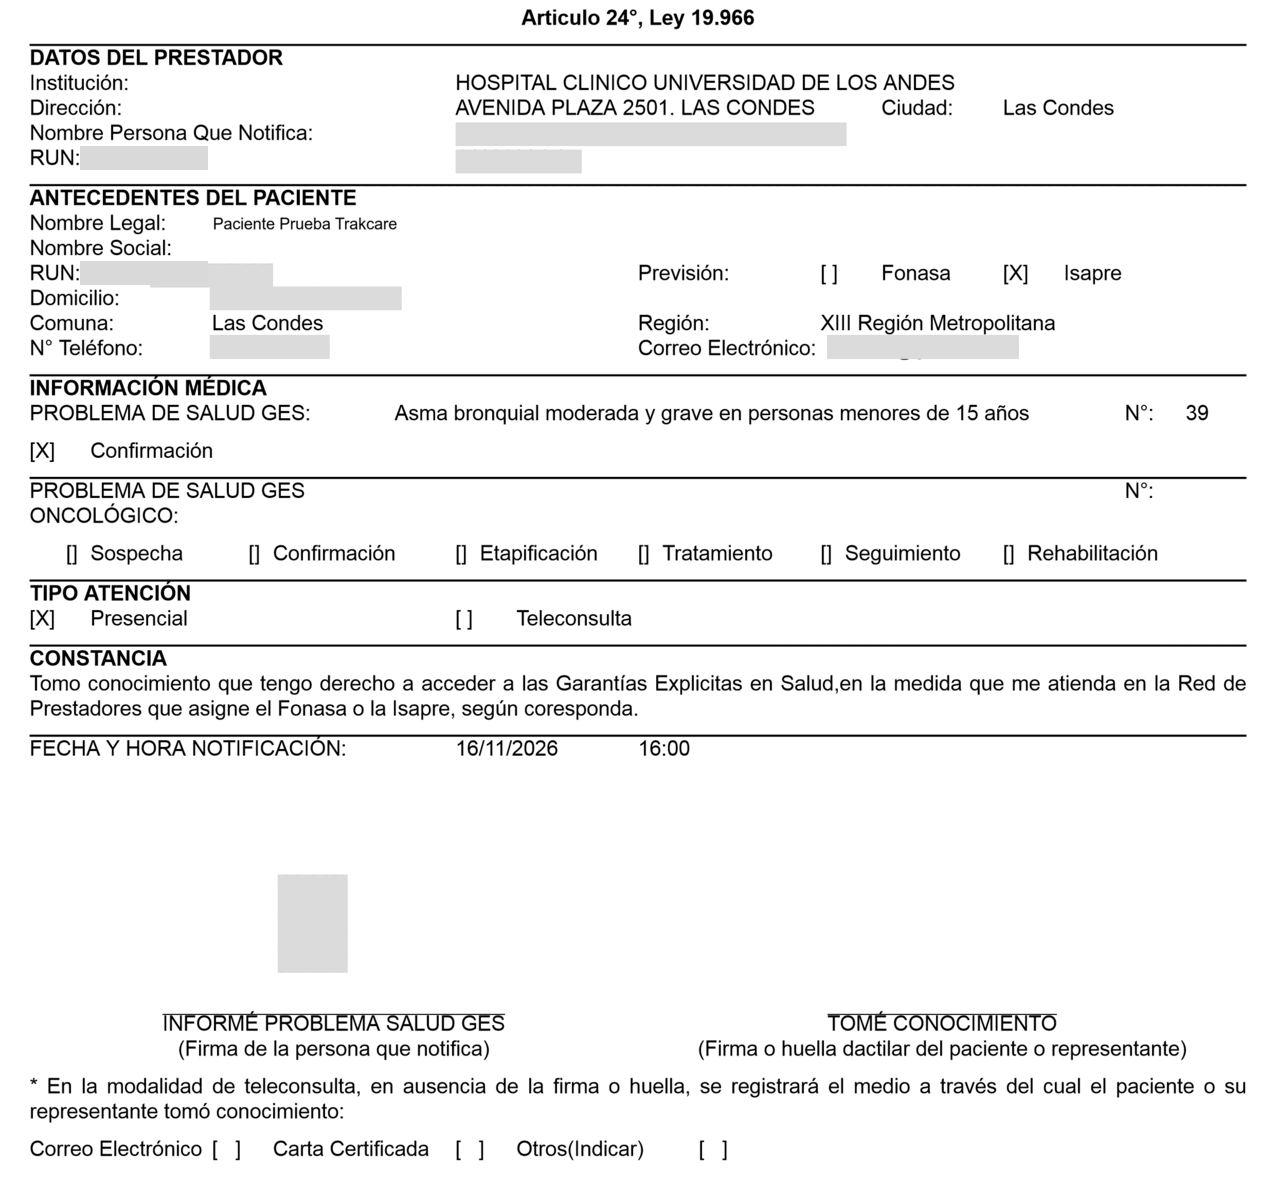 Articulo 24°, Ley 19.966
DATOS DEL PRESTADOR
Institución: HOSPITAL CLINICO UNIVERSIDAD DE LOS ANDES
Dirección: AVENIDA PLAZA 2501. LAS CONDES Ciudad: Las Condes
Nombre Persona Que Notifica:
RUN:
ANTECEDENTES DEL PACIENTE
Nombre Legal: Paciente Prueba Trakcare
Nombre Social:
RUN: Previsión: [ ] Fonasa [X] Isapre
Domicilio:
Comuna: Las Condes Región: XIII Región Metropolitana
N° Teléfono: Correo Electrónico:
INFORMACIÓN MÉDICA
PROBLEMA DE SALUD GES: Asma bronquial moderada y grave en personas menores de 15 años N°: 39
[X] Confirmación
PROBLEMA DE SALUD GES N°:
ONCOLÓGICO:
[] Sospecha [] Confirmación [] Etapificación [] Tratamiento [] Seguimiento [] Rehabilitación
TIPO ATENCIÓN
[X] Presencial [ ] Teleconsulta
CONSTANCIA
Tomo conocimiento que tengo derecho a acceder a las Garantías Explicitas en Salud,en la medida que me atienda en la Red de
Prestadores que asigne el Fonasa o la Isapre, según coresponda.
FECHA Y HORA NOTIFICACIÓN: 16/11/2026 16:00
INFORMÉ PROBLEMA SALUD GES TOMÉ CONOCIMIENTO
(Firma de la persona que notifica) (Firma o huella dactilar del paciente o representante)
* En la modalidad de teleconsulta, en ausencia de la firma o huella, se registrará el medio a través del cual el paciente o su
representante tomó conocimiento:
Correo Electrónico [ ] Carta Certificada [ ] Otros(Indicar) [ ]